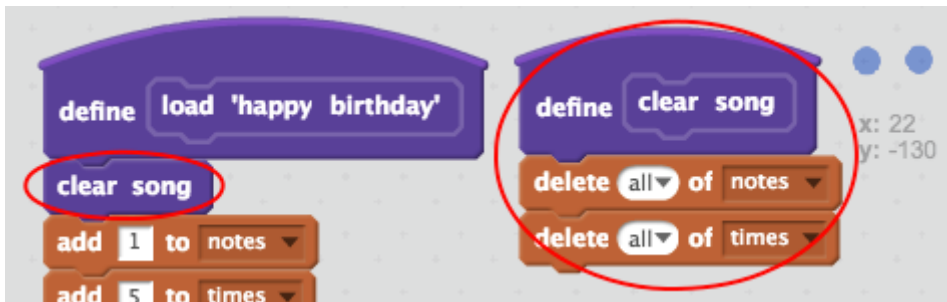 define load 'happy birthday'
clear song
add 1 to notes
add 5 to times
define clear song
delete all of notes
delete all of times
x: 22
y: -130